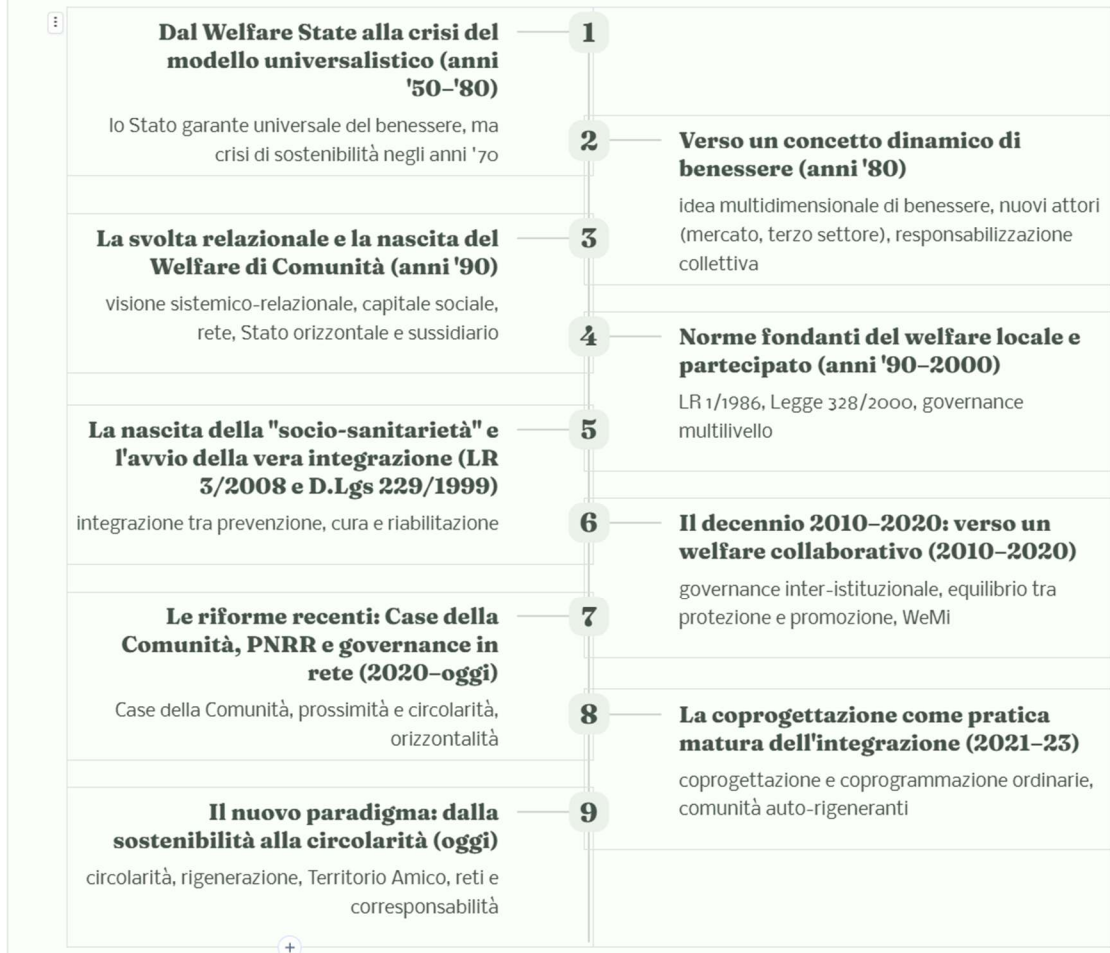 Dal Welfare State alla crisi del
modello universalistico (anni
'50–'80)
lo Stato garante universale del benessere, ma
crisi di sostenibilità negli anni '70
1
2
Verso un concetto dinamico di
benessere (anni '80)
idea multidimensionale di benessere, nuovi attori
(mercato, terzo settore), responsabilizzazione
collettiva
La svolta relazionale e la nascita del
Welfare di Comunità (anni '90)
visione sistemico-relazionale, capitale sociale,
rete, Stato orizzontale e sussidiario
3
4
Norme fondanti del welfare locale e
partecipato (anni '90–2000)
LR 1/1986, Legge 328/2000, governance
multilivello
La nascita della "socio-sanitarietà" e
l'avvio della vera integrazione (LR
3/2008 e D.Lgs 229/1999)
integrazione tra prevenzione, cura e riabilitazione
5
6
Il decennio 2010–2020: verso un
welfare collaborativo (2010–2020)
governance inter-istituzionale, equilibrio tra
protezione e promozione, WeMi
Le riforme recenti: Case della
Comunità, PNRR e governance in
rete (2020–oggi)
Case della Comunità, prossimità e circolarità,
orizzontalità
7
8
La coprogettazione come pratica
matura dell'integrazione (2021–23)
coprogettazione e coprogrammazione ordinarie,
comunità auto-rigeneranti
Il nuovo paradigma: dalla
sostenibilità alla circolarità (oggi)
circolarità, rigenerazione, Territorio Amico, reti e
corresponsabilità
9